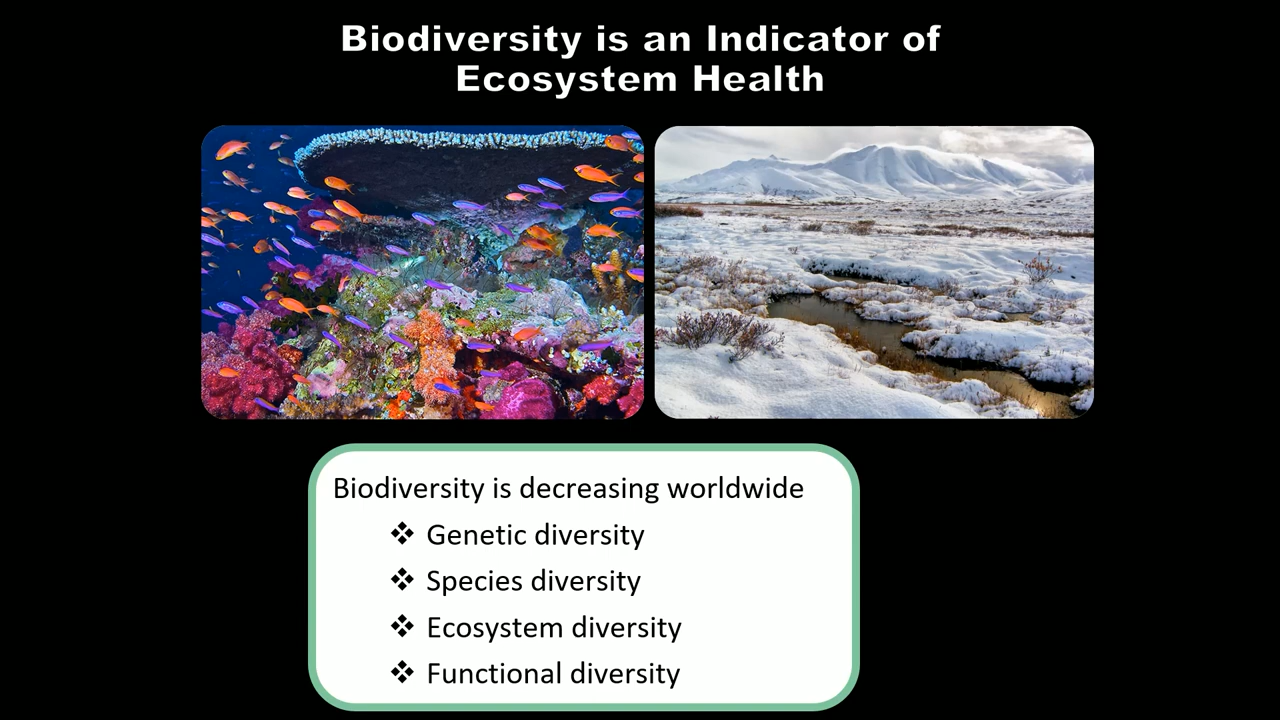 Biodiversity is an Indicator of
Ecosystem Health
Biodiversity is decreasing worldwide
❖ Genetic diversity
❖ Species diversity
❖ Ecosystem diversity
❖ Functional diversity